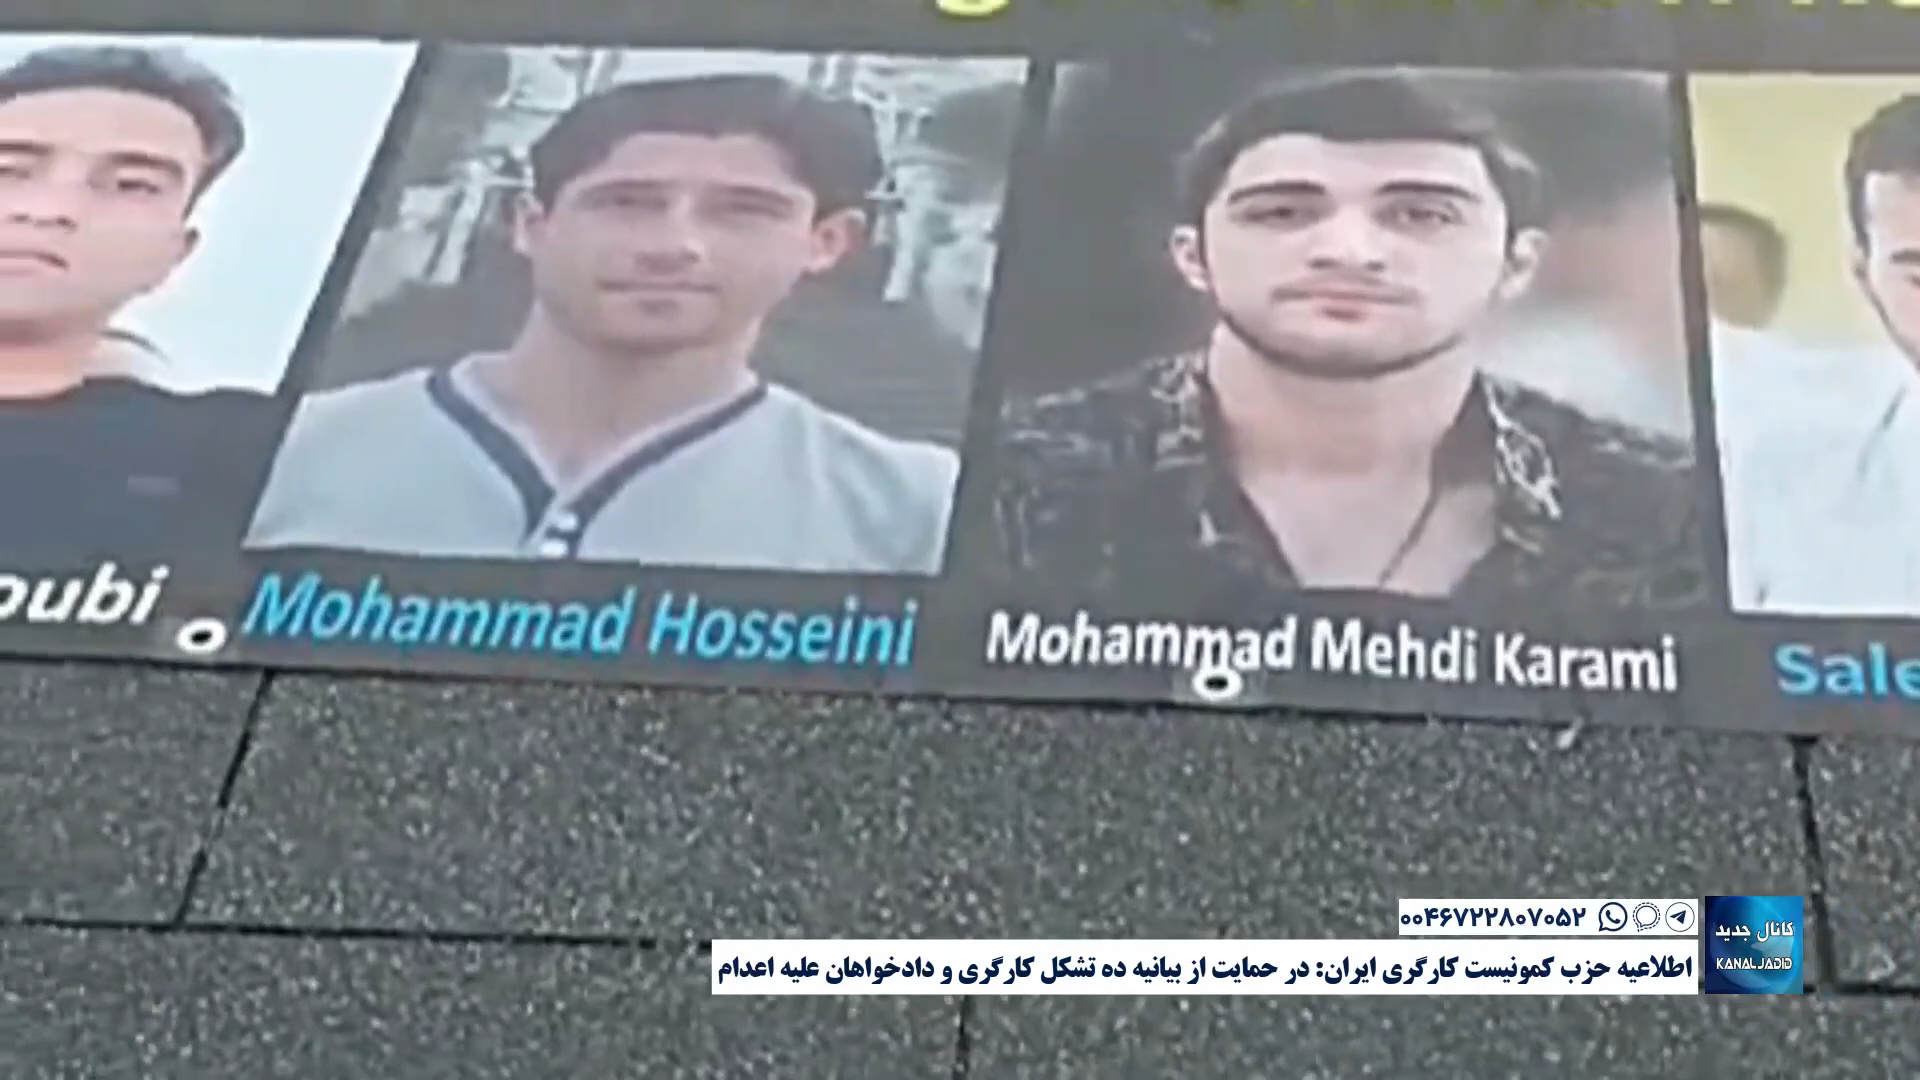 oubi
Mohammad Hosseini
Mohammad Mehdi Karami
Sale
۰۰۴۶۷۲۲۸۰۷۰۵۲
کانال جدید
KANAL JADID
اطلاعیه حزب کمونیست کارگری ایران: در حمایت از بیانیه ده تشکل کارگری و دادخواهان علیه اعدام